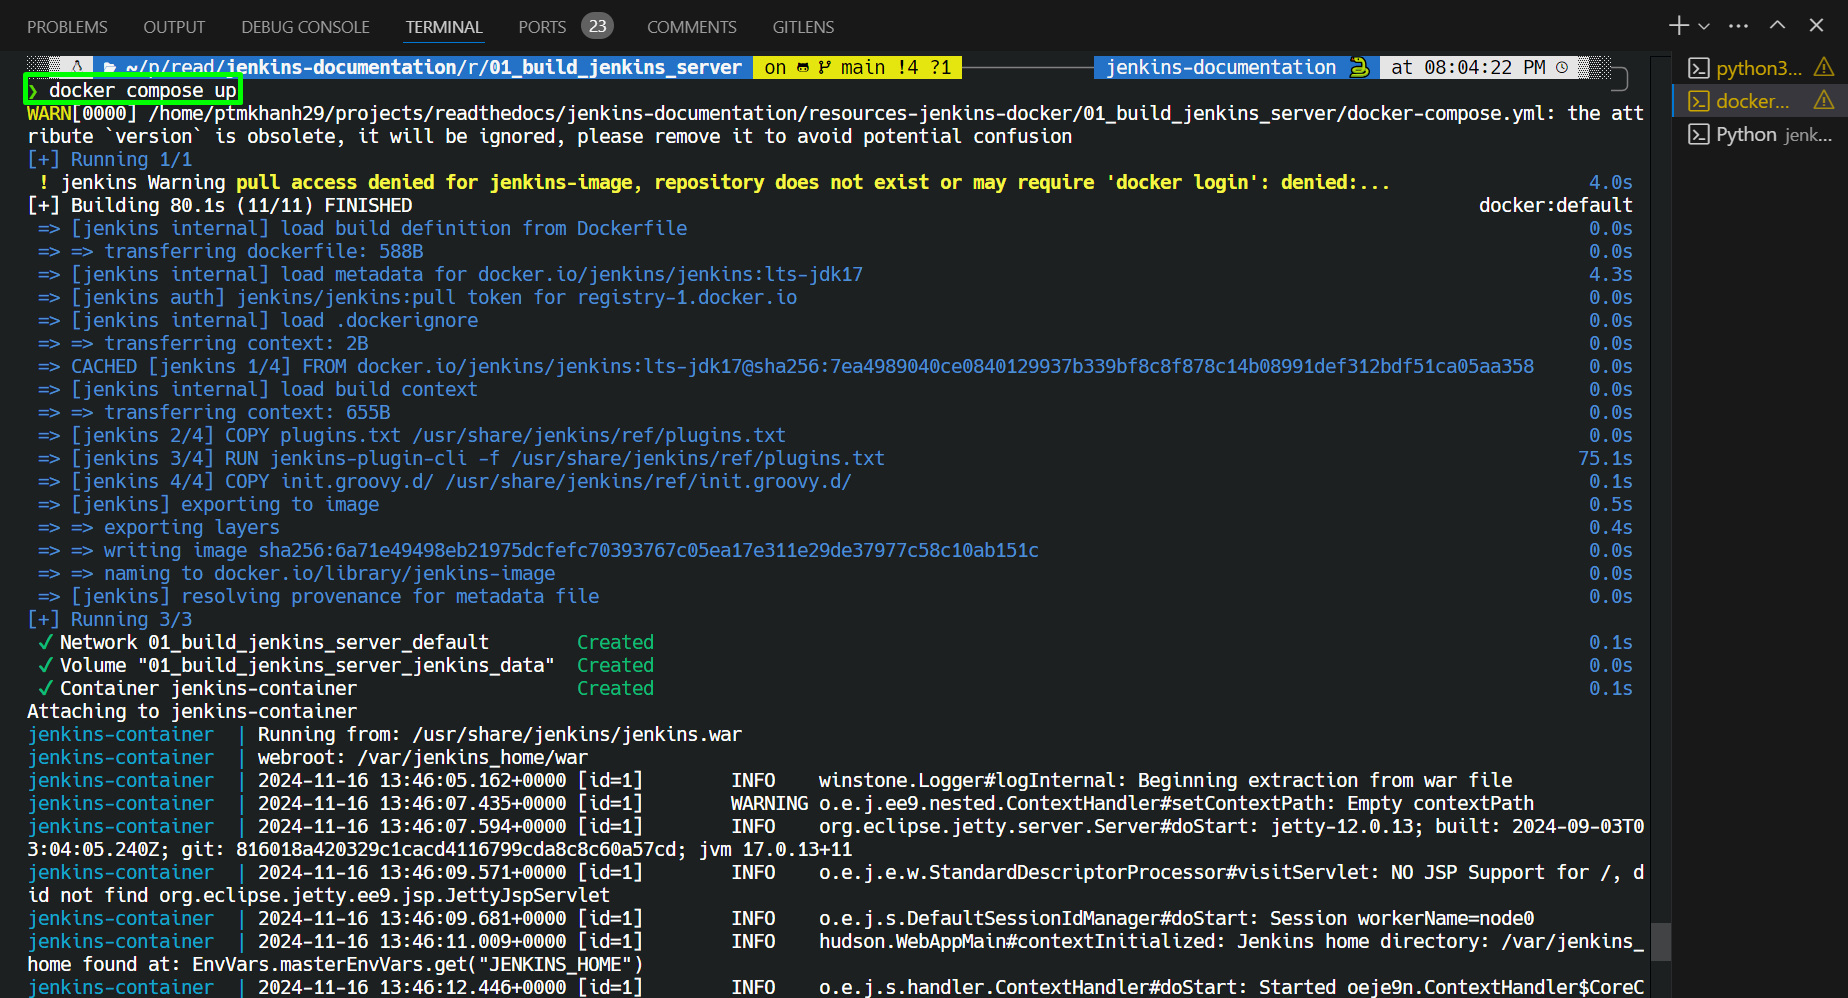 PROBLEMS OUTPUT DEBUG CONSOLE TERMINAL PORTS 23 COMMENTS GITLENS
~/p/read/jenkins-documentation/r/01_build_jenkins_server on main !4 ?1 jenkins-documentation at 08:04:22 PM
❯ docker compose up
WARN[0000] /home/ptmkhanh29/projects/readthedocs/jenkins-documentation/resources-jenkins-docker/01_build_jenkins_server/docker-compose.yml: the att
ribute `version` is obsolete, it will be ignored, please remove it to avoid potential confusion
[+] Running 1/1
! jenkins Warning pull access denied for jenkins-image, repository does not exist or may require 'docker login': denied:... 4.0s
[+] Building 80.1s (11/11) FINISHED docker:default
=> [jenkins internal] load build definition from Dockerfile 0.0s
=> => transferring dockerfile: 588B 0.0s
=> [jenkins internal] load metadata for docker.io/jenkins/jenkins:lts-jdk17 4.3s
=> [jenkins auth] jenkins/jenkins:pull token for registry-1.docker.io 0.0s
=> [jenkins internal] load .dockerignore 0.0s
=> => transferring context: 2B 0.0s
=> CACHED [jenkins 1/4] FROM docker.io/jenkins/jenkins:lts-jdk17@sha256:7ea4989040ce0840129937b339bf8c8f878c14b08991def312bdf51ca05aa358 0.0s
=> [jenkins internal] load build context 0.0s
=> => transferring context: 655B 0.0s
=> [jenkins 2/4] COPY plugins.txt /usr/share/jenkins/ref/plugins.txt 0.0s
=> [jenkins 3/4] RUN jenkins-plugin-cli -f /usr/share/jenkins/ref/plugins.txt 75.1s
=> [jenkins 4/4] COPY init.groovy.d/ /usr/share/jenkins/ref/init.groovy.d/ 0.1s
=> [jenkins] exporting to image 0.5s
=> => exporting layers 0.4s
=> => writing image sha256:6a71e49498eb21975dcfefc70393767c05ea17e311e29de37977c58c10ab151c 0.0s
=> => naming to docker.io/library/jenkins-image 0.0s
=> [jenkins] resolving provenance for metadata file 0.0s
[+] Running 3/3
✓ Network 01_build_jenkins_server_default Created 0.1s
✓ Volume "01_build_jenkins_server_jenkins_data" Created 0.0s
✓ Container jenkins-container Created 0.1s
Attaching to jenkins-container
jenkins-container | Running from: /usr/share/jenkins/jenkins.war
jenkins-container | webroot: /var/jenkins_home/war
jenkins-container | 2024-11-16 13:46:05.162+0000 [id=1] INFO winstone.Logger#logInternal: Beginning extraction from war file
jenkins-container | 2024-11-16 13:46:07.435+0000 [id=1] WARNING o.e.j.ee9.nested.ContextHandler#setContextPath: Empty contextPath
jenkins-container | 2024-11-16 13:46:07.594+0000 [id=1] INFO org.eclipse.jetty.server.Server#doStart: jetty-12.0.13; built: 2024-09-03T0
3:04:05.240Z; git: 816018a420329c1cacd4116799cda8c8c60a57cd; jvm 17.0.13+11
jenkins-container | 2024-11-16 13:46:09.571+0000 [id=1] INFO o.e.j.e.w.StandardDescriptorProcessor#visitServlet: NO JSP Support for /, d
id not find org.eclipse.jetty.ee9.jsp.JettyJspServlet
jenkins-container | 2024-11-16 13:46:09.681+0000 [id=1] INFO o.e.j.s.DefaultSessionIdManager#doStart: Session workerName=node0
jenkins-container | 2024-11-16 13:46:11.009+0000 [id=1] INFO hudson.WebAppMain#contextInitialized: Jenkins home directory: /var/jenkins_
home found at: EnvVars.masterEnvVars.get("JENKINS_HOME")
jenkins-container | 2024-11-16 13:46:12.446+0000 [id=1] INFO o.e.j.s.handler.ContextHandler#doStart: Started oeje9n.ContextHandler$CoreC
python3...
docker...
Python jenk...